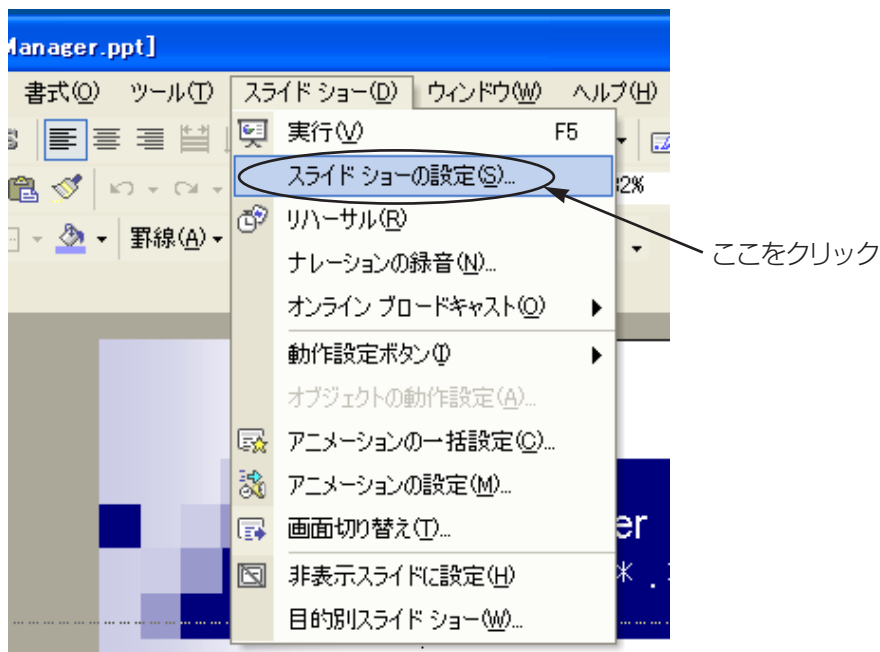 Manager.ppt]
書式(O) ツール(T) スライド ショー(D) ウィンドウ(W) ヘルプ(H)
実行(V) F5
スライド ショーの設定(S)...
2%
リハーサル(R)
罫線(A)
ここをクリック
ナレーションの録音(N)...
オンライン ブロードキャスト(O)
動作設定ボタン(I)
オブジェクトの動作設定(A)...
アニメーションの一括設定(C)...
アニメーションの設定(M)...
画面切り替え(T)...
er
非表示スライドに設定(H)
*.
目的別スライド ショー(W)...